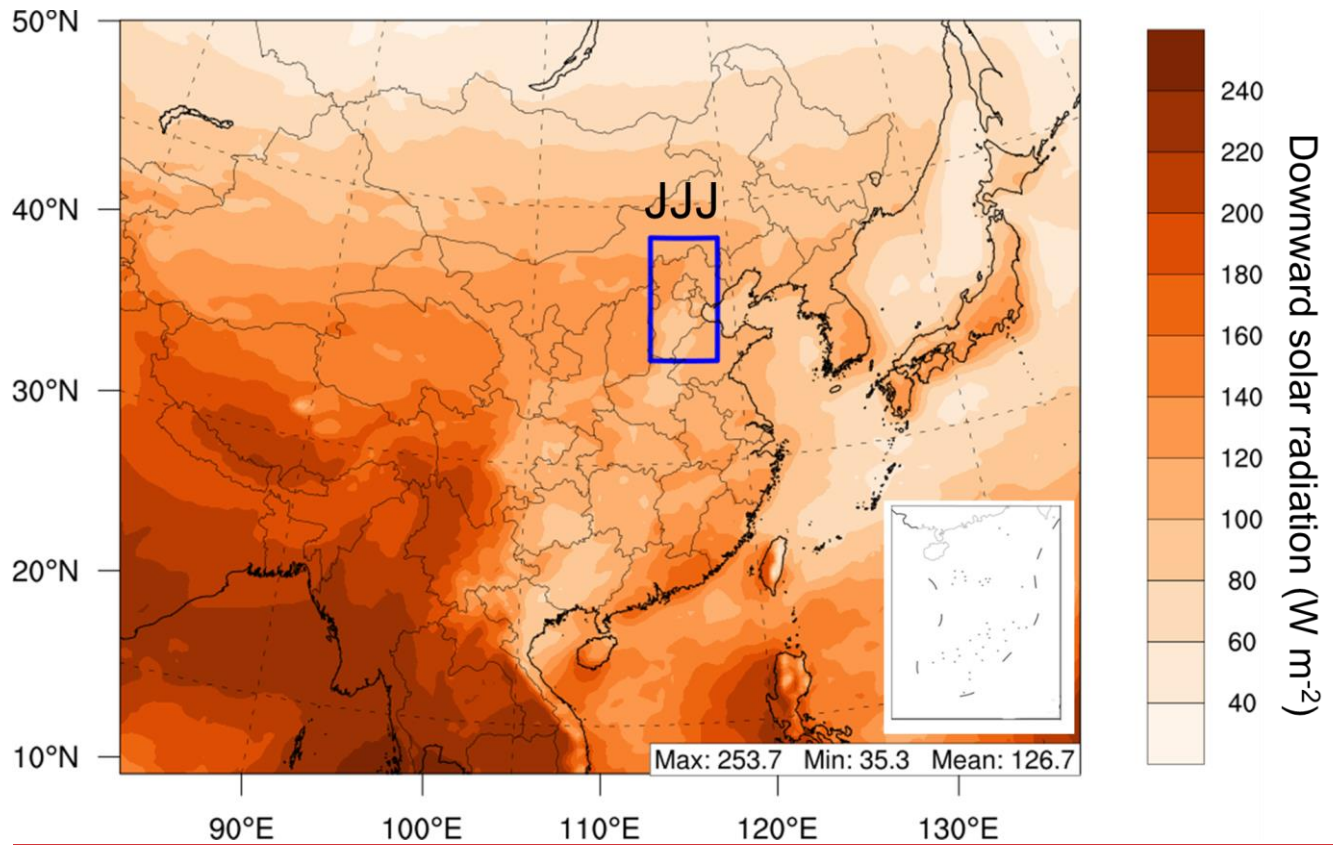 50°N
40°N
30°N
20°N
10°N
JJJ
Max: 253.7 Min: 35.3 Mean: 126.7
90°E 100°E 110°E 120°E 130°E
240
220
200
180
160
140
120
100
80
60
40
Downward solar radiation (W m⁻²)